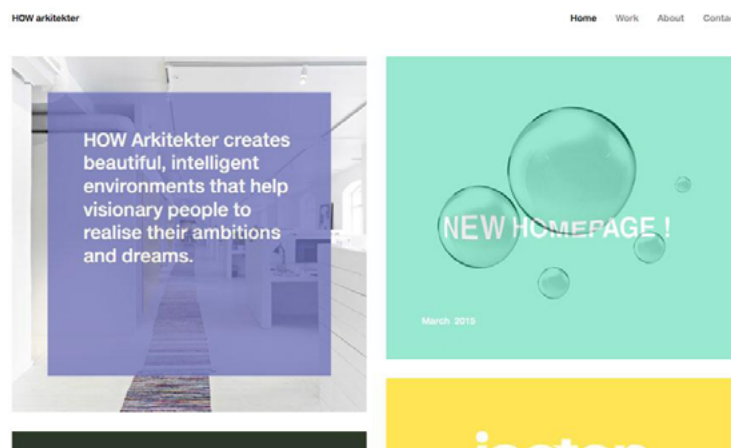 HOW arkitekter
Home Work About
HOW Arkitekter creates
beautiful, intelligent
environments that help
visionary people to
realise their ambitions
and dreams.
NEW HOMEPAGE !
March 2015